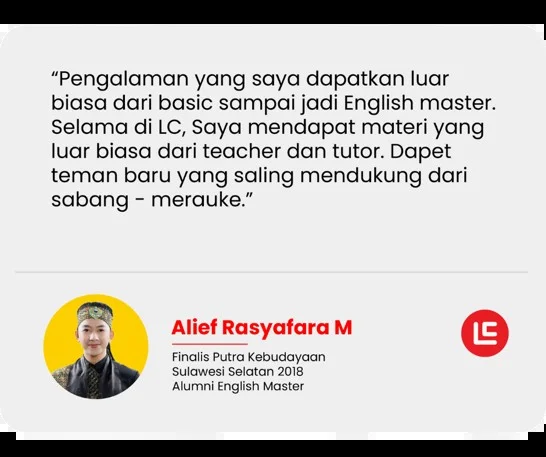 “Pengalaman yang saya dapatkan luar
biasa dari basic sampai jadi English master.
Selama di LC, Saya mendapat materi yang
luar biasa dari teacher dan tutor. Dapet
teman baru yang saling mendukung dari
sabang - merauke.”
Alief Rasyafara M
Finalis Putra Kebudayaan
Sulawesi Selatan 2018
Alumni English Master
LC